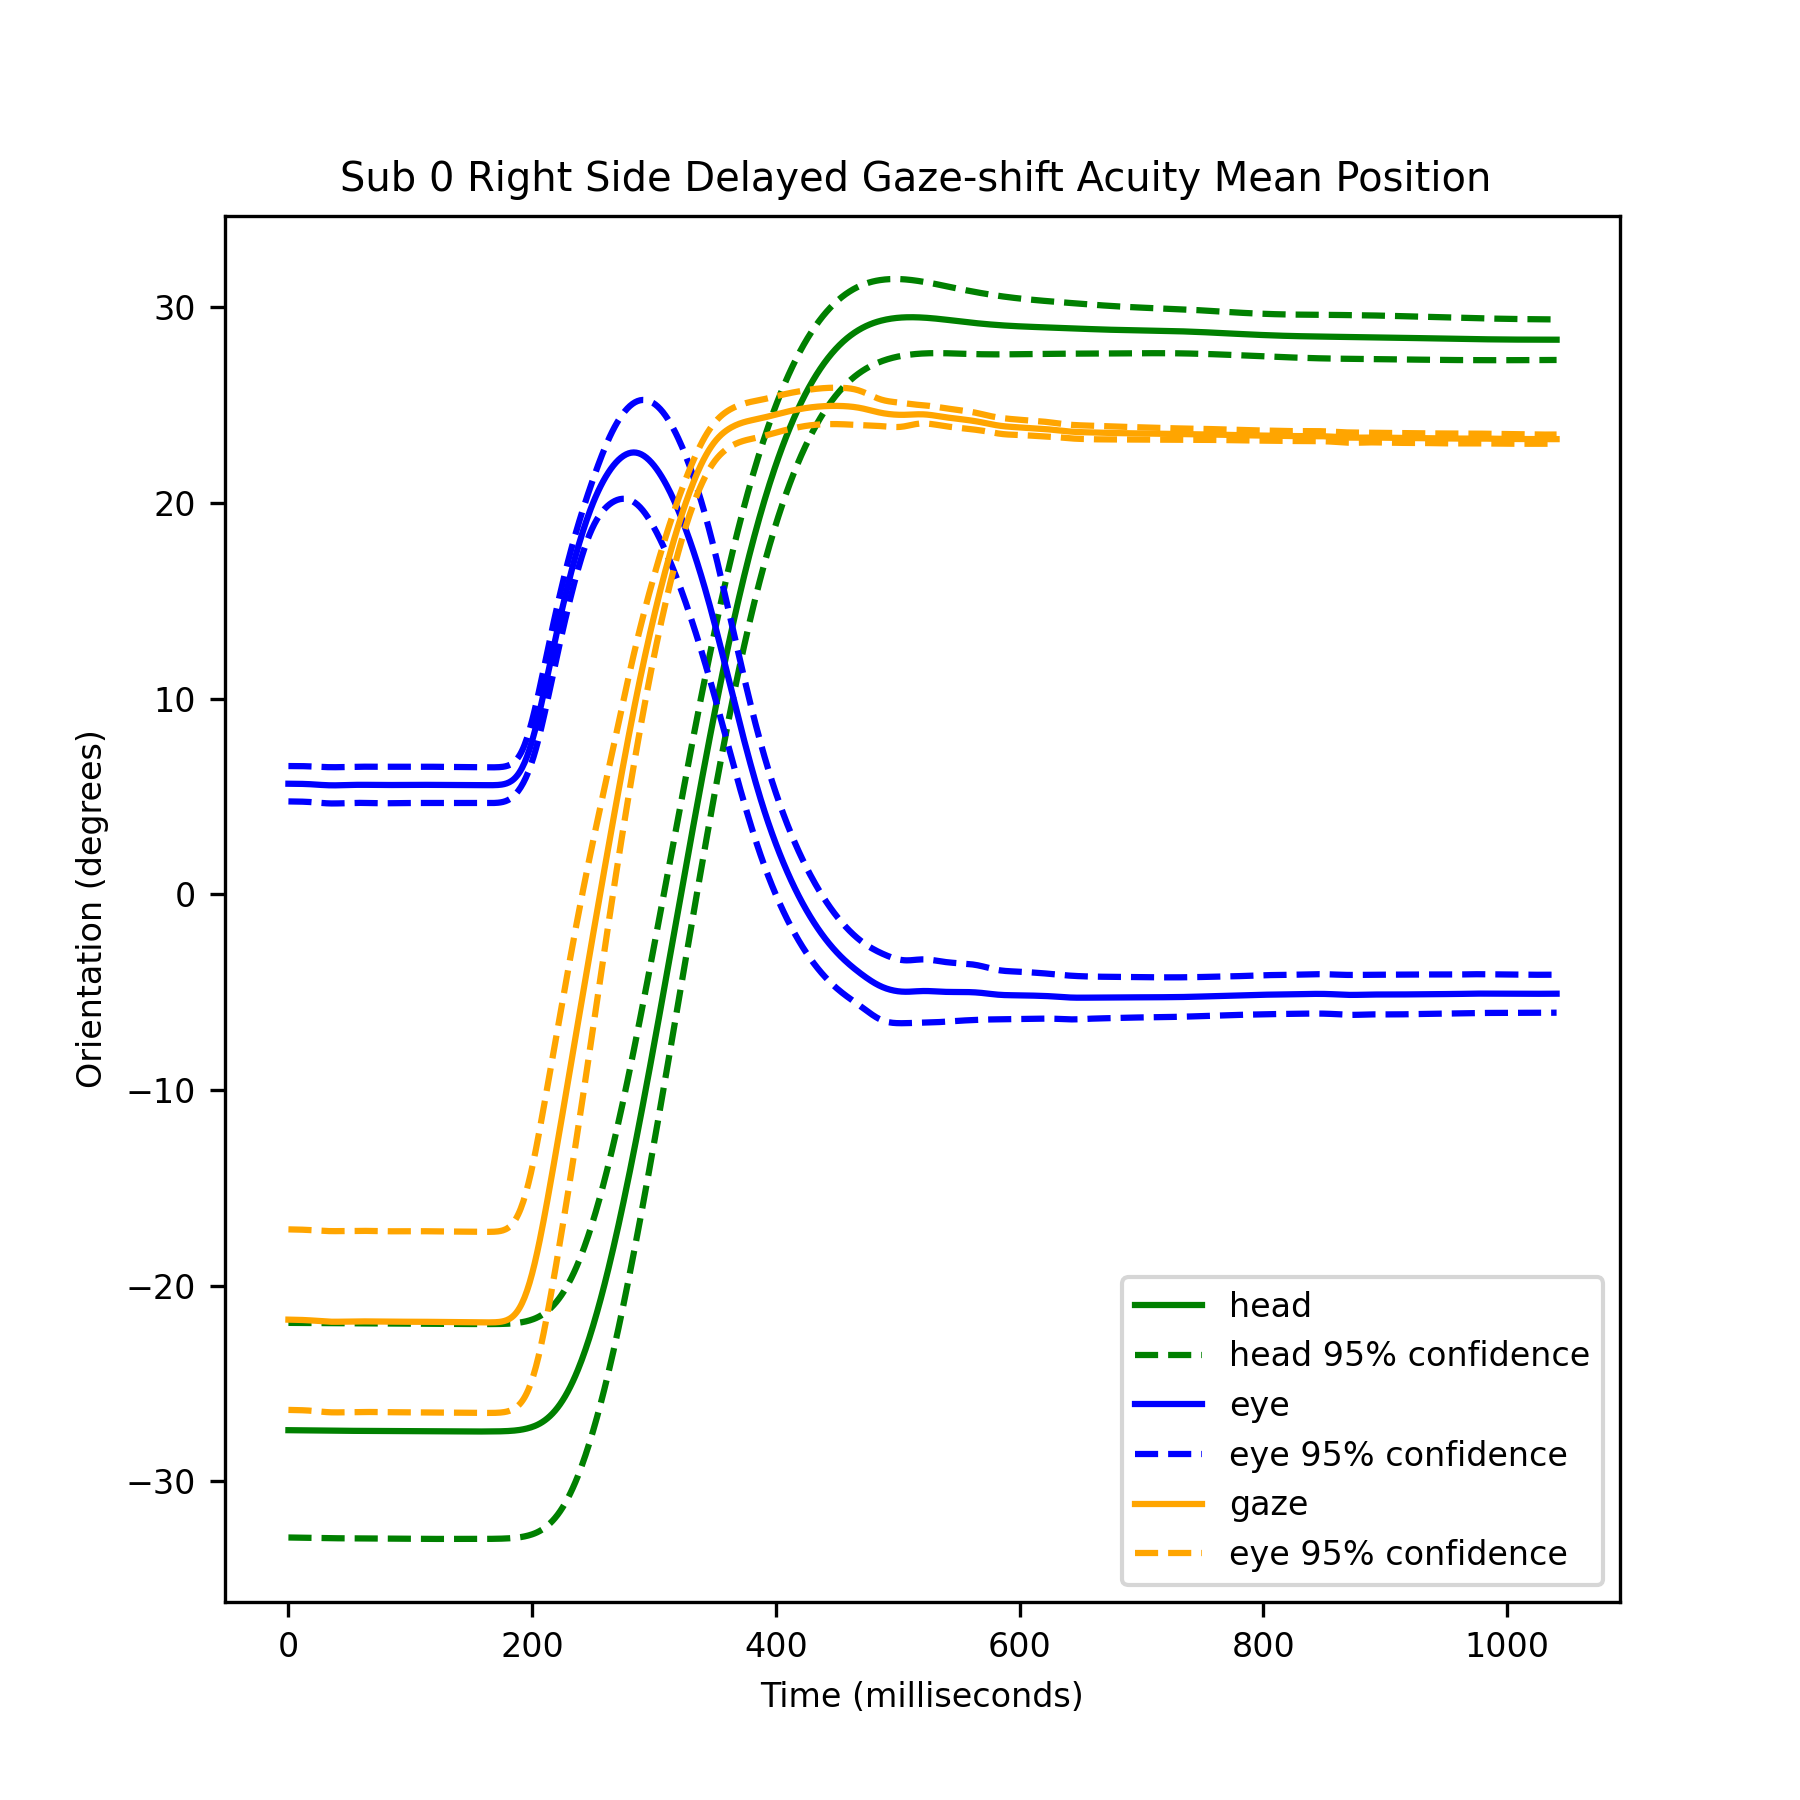 Sub 0 Right Side Delayed Gaze-shift Acuity Mean Position
Orientation (degrees)
30
20
10
0
−10
−20
−30
head
head 95% confidence
eye
eye 95% confidence
gaze
eye 95% confidence
0 200 400 600 800 1000
Time (milliseconds)